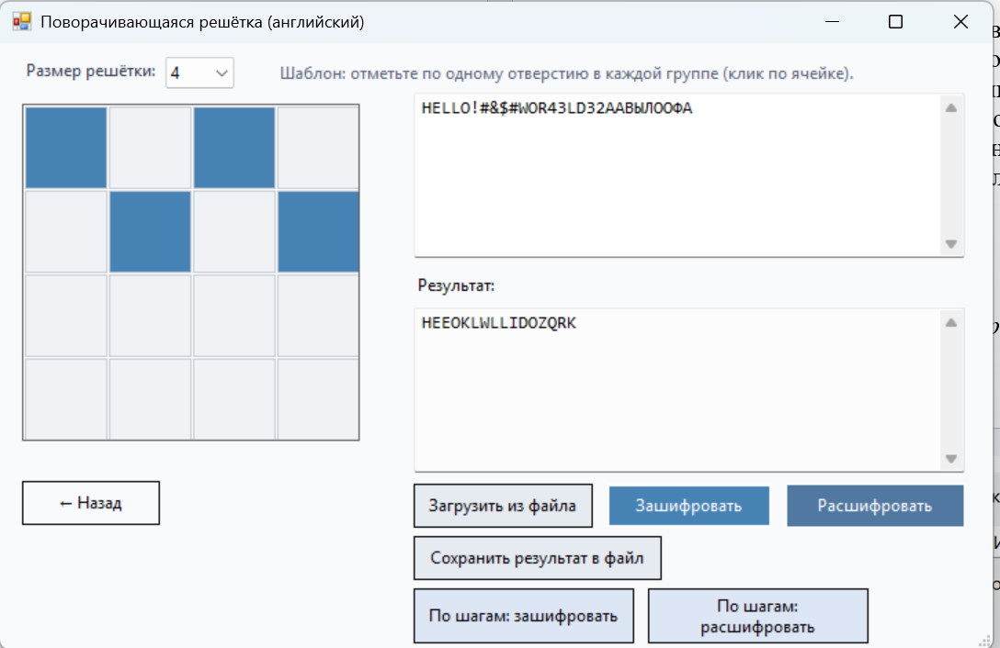 Поворачивающаяся решётка (английский)
Размер решётки: 4
Шаблон: отметьте по одному отверстию в каждой группе (клик по ячейке).
HELLO!#&$#WOR43LD32ААВЫЛООФА
Результат:
HEEOKLWLLIDOZQRK
← Назад
Загрузить из файла
Зашифровать
Расшифровать
Сохранить результат в файл
По шагам: зашифровать
По шагам:
расшифровать